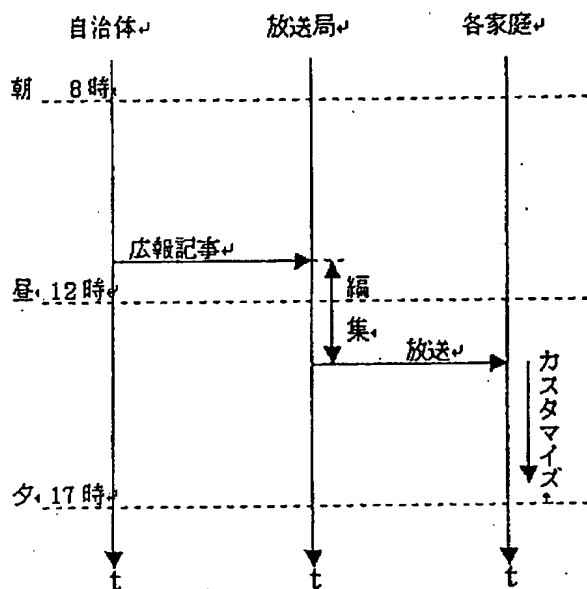 自治体↵ 放送局↵ 各家庭↵
朝 8時
広報記事↵
昼 12時
編集
放送↵
カスタマイズ
夕 17時↵
t t t